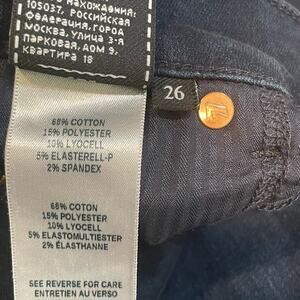 НАХОЖДЕНИЯ:
105037, РОССИЙСКАЯ
ФЕДЕРАЦИЯ, ГОРОД
МОСКВА, УЛИЦА 3-Я
ПАРКОВАЯ, ДОМ 9,
КВАРТИРА 18
26
68% COTTON
15% POLYESTER
10% LYOCELL
5% ELASTERELL-P
2% SPANDEX
68% COTON
15% POLYESTER
10% LYOCELL
5% ELASTOMULTIESTER
2% ÉLASTHANNE
SEE REVERSE FOR CARE
ENTRETIEN AU VERSO